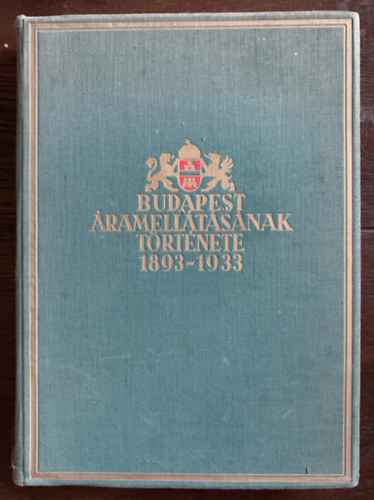 BUDAPEST
ÁRAMELLÁTÁSÁNAK
TÖRTÉNETE
1893-1933